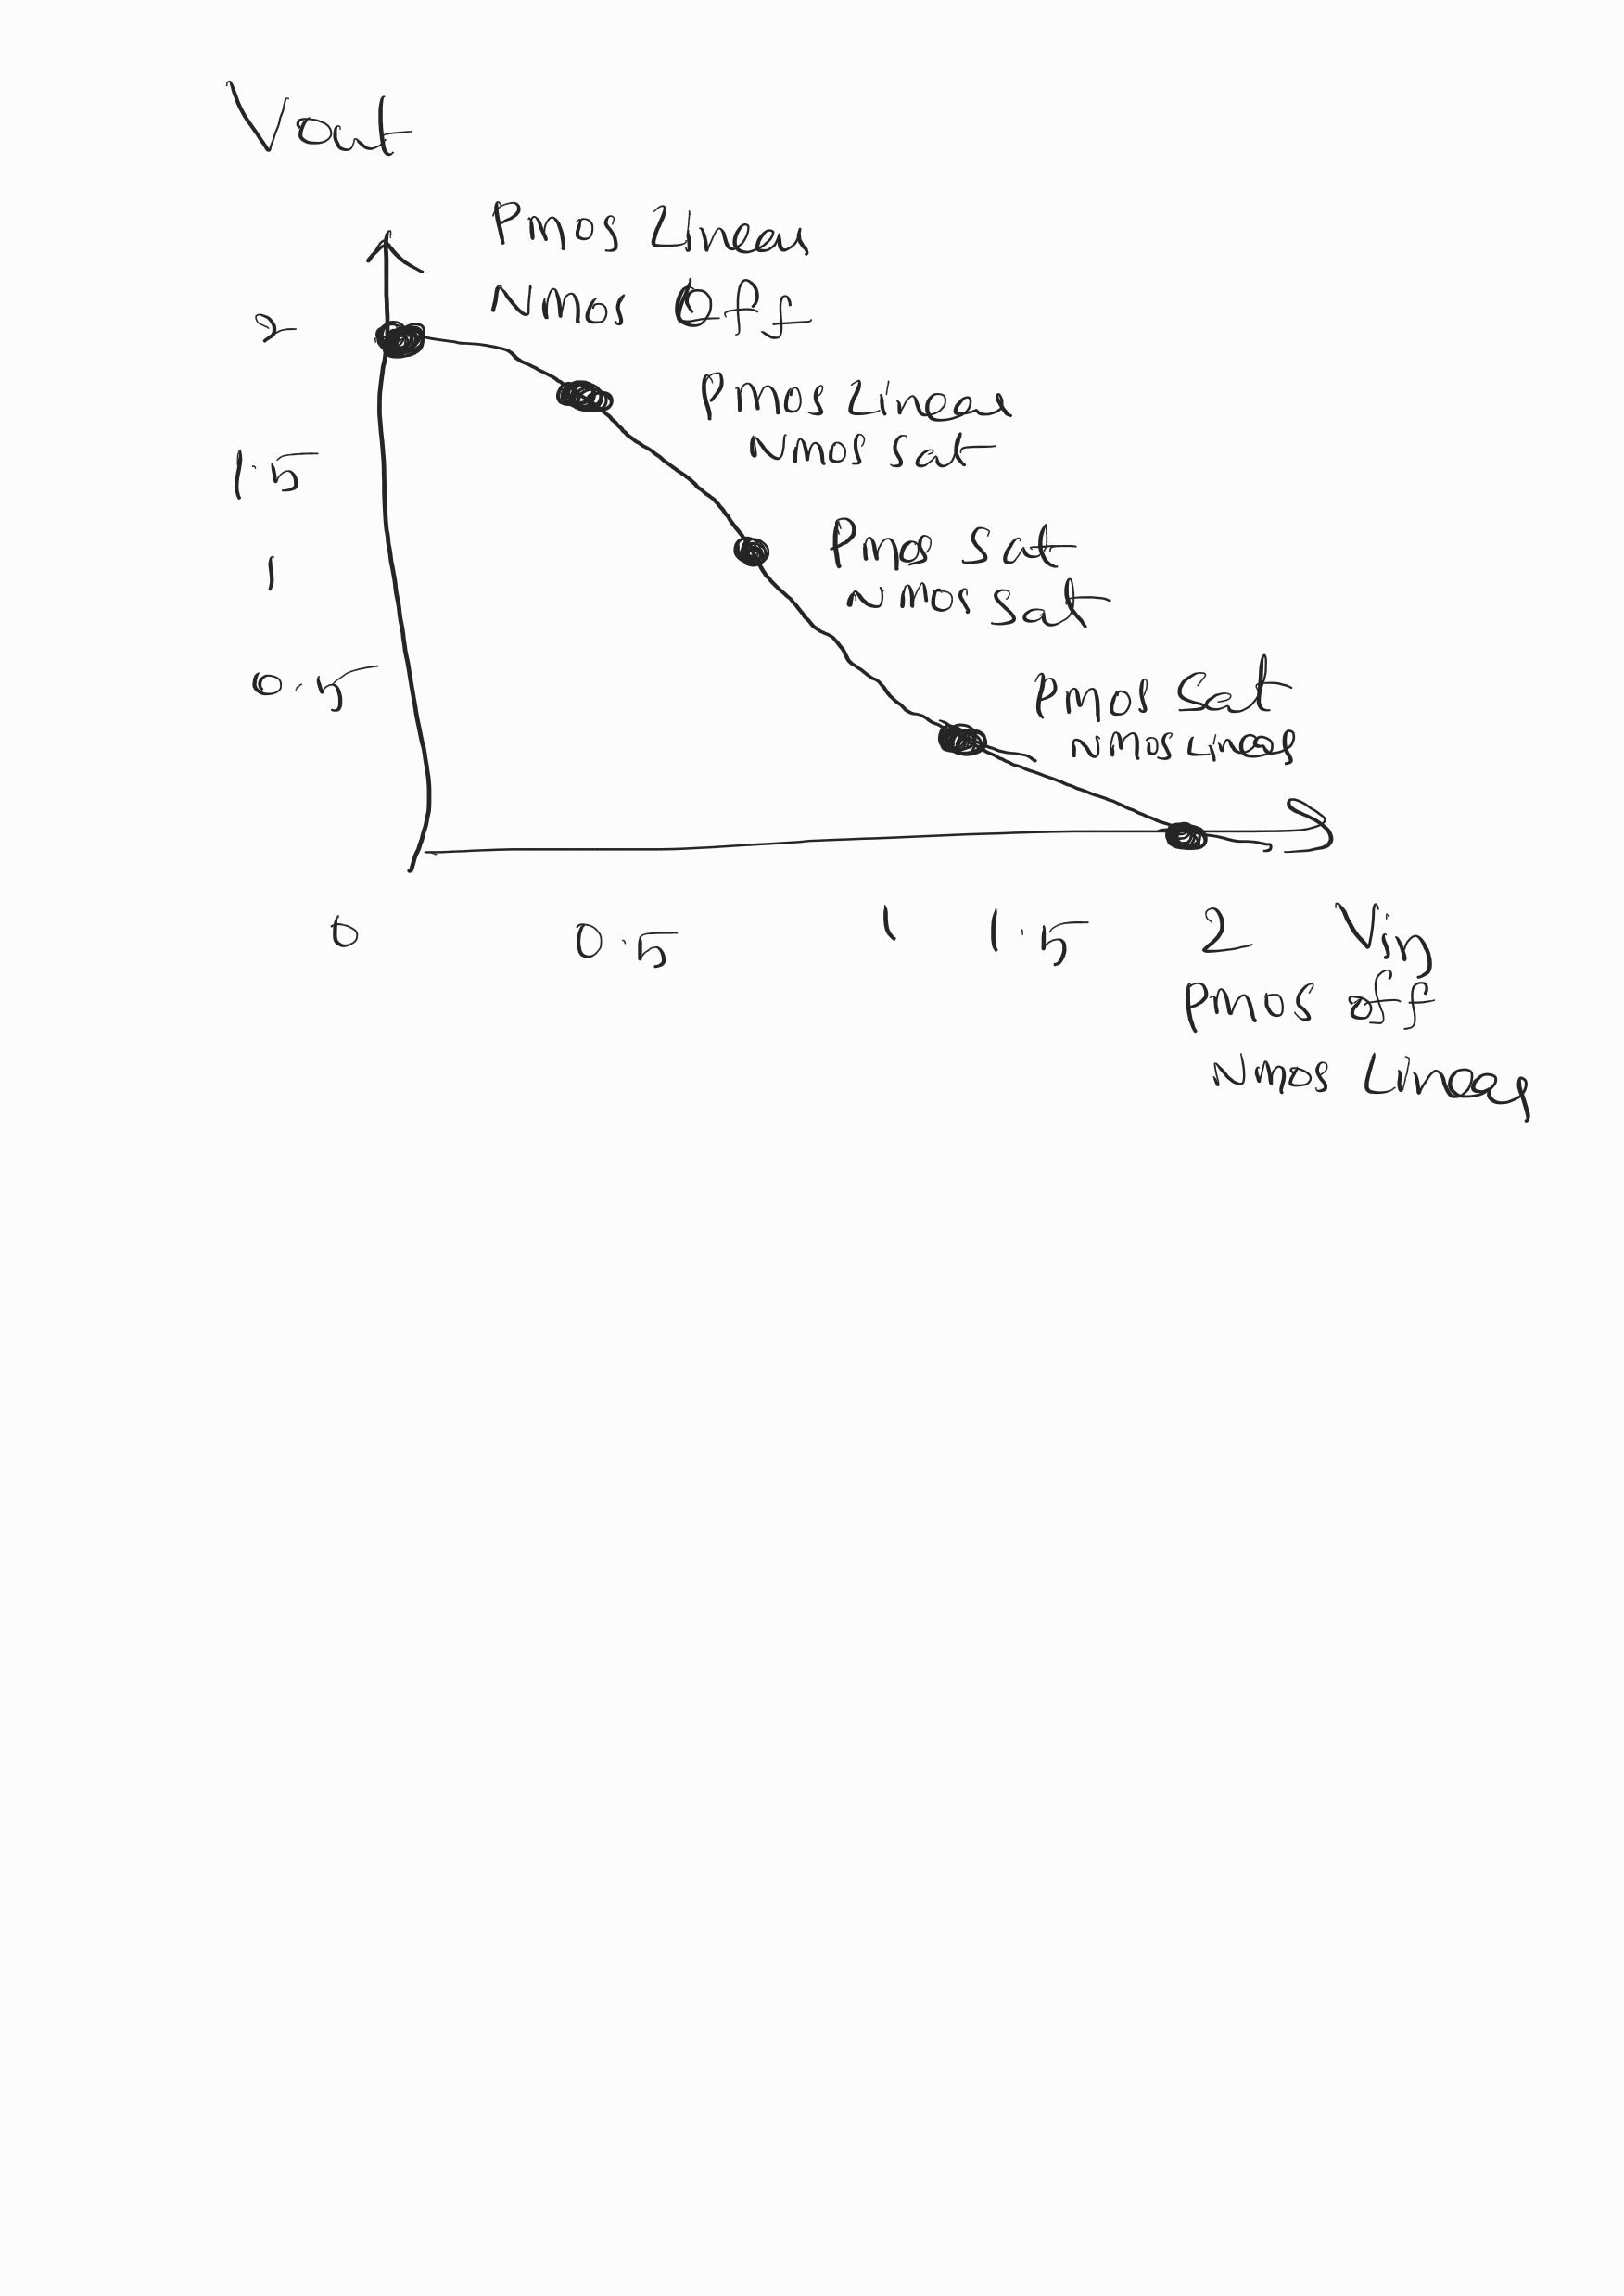 Vout
Pmos Linear
Nmos Off
2
Pmos Linear
Nmos Sat
1.5
Pmos Sat
Nmos Sat
1
0.5
Pmos Sat
Nmos Linear
0 0.5 1 1.5 2 Vin
Pmos off
Nmos Linear